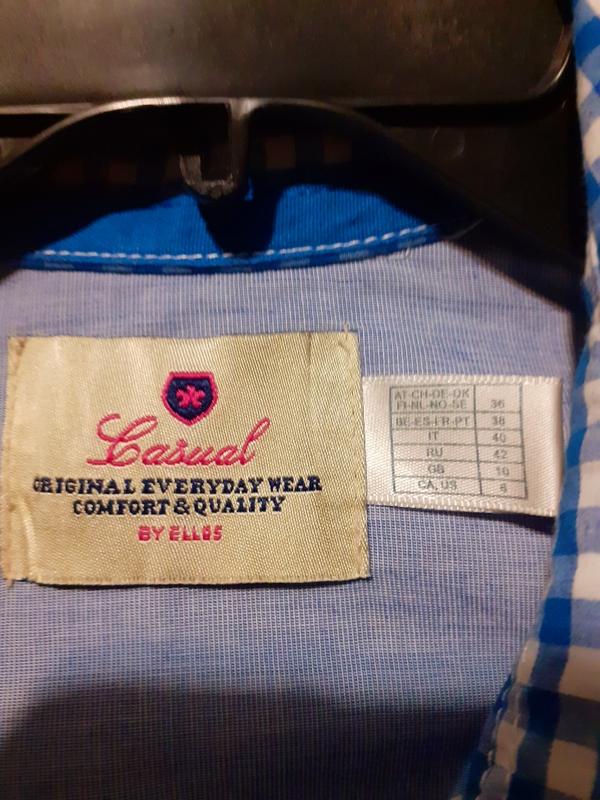 Casual
ORIGINAL EVERYDAY WEAR
COMFORT & QUALITY
BY ELLOS
AT-CH-DE-DK
FI-NL-NO-SE 36
BE-ES-FR-PT 38
IT 40
RU 42
GB 10
CA, US 8